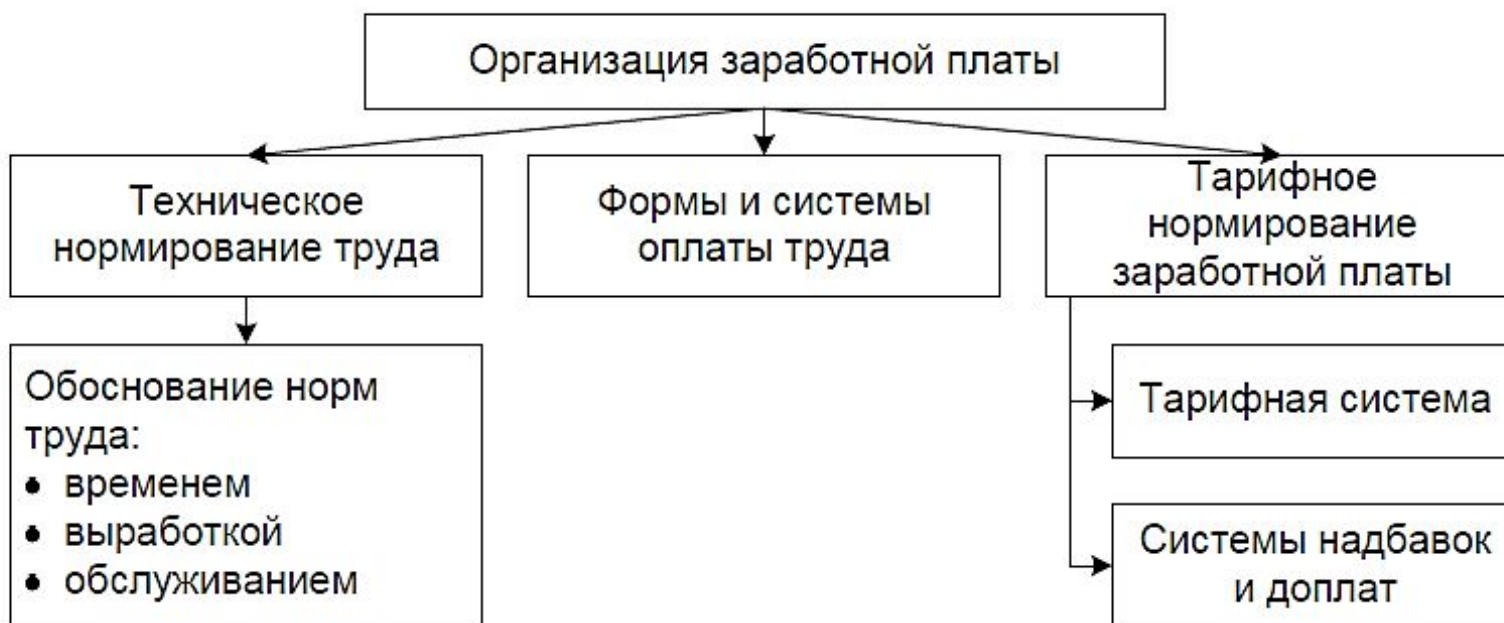 Организация заработной платы
Техническое
нормирование труда
Формы и системы
оплаты труда
Тарифное
нормирование
заработной платы
Обоснование норм
труда:
• временем
• выработкой
• обслуживанием
Тарифная система
Системы надбавок
и доплат